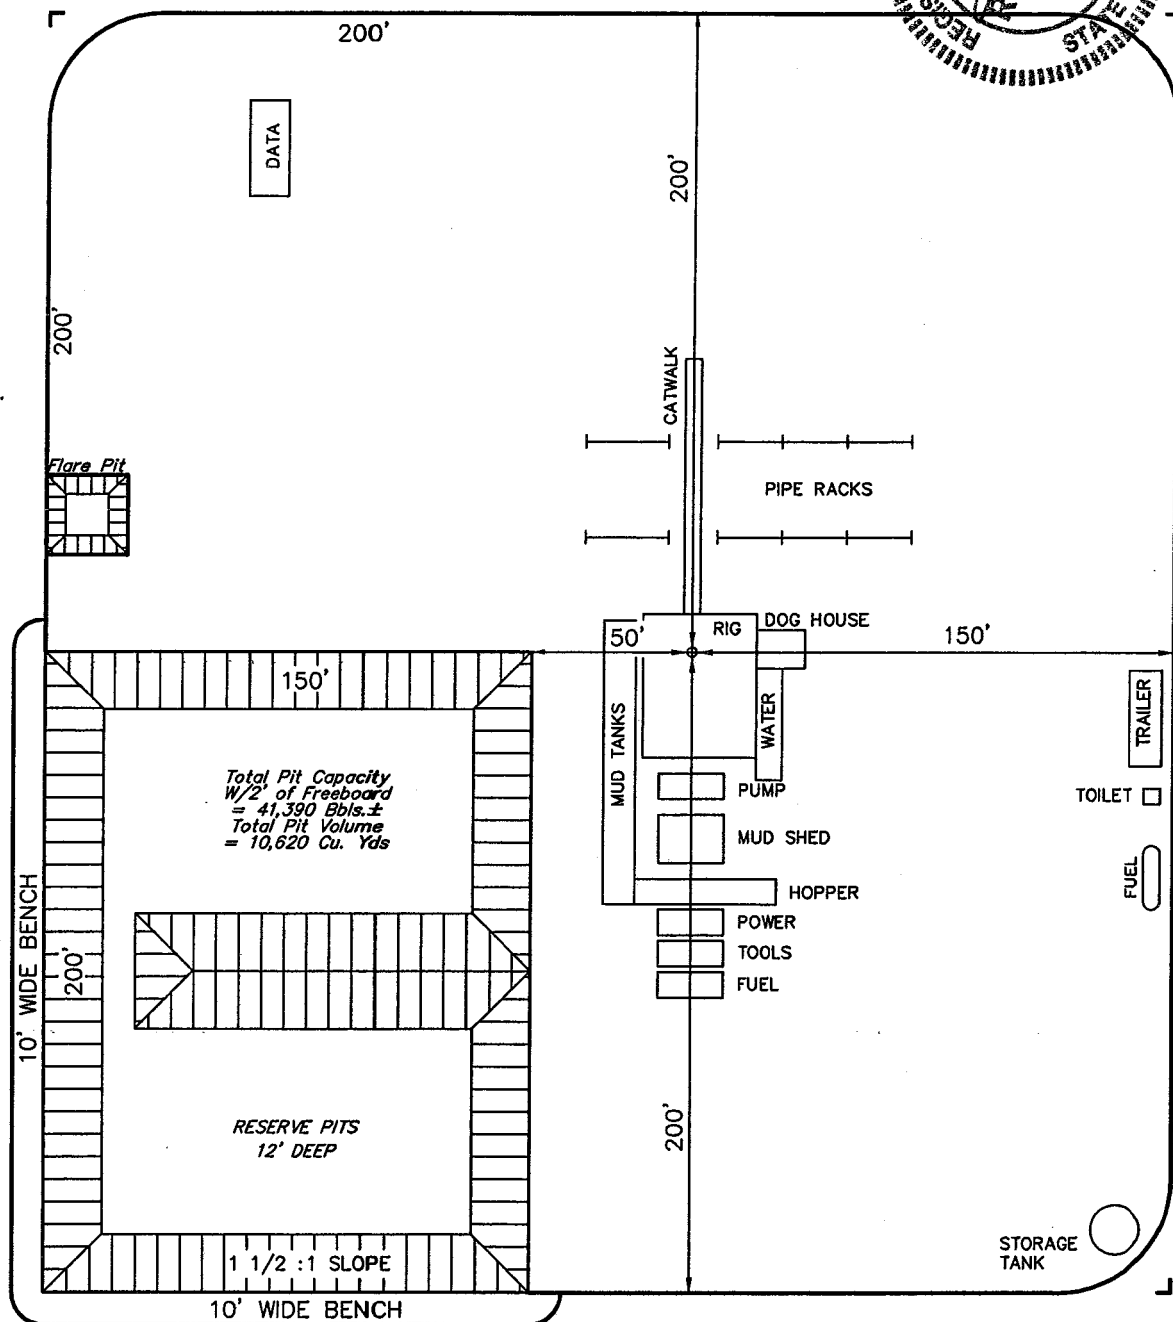 200'
REGIS
STATE
DATA
200'
200'
CATWALK
Flare Pit
PIPE RACKS
DOG HOUSE
RIG
50'
150'
150'
TRAILER
WATER
MUD TANKS
Total Pit Capacity
W/2' of Freeboard
= 41,390 Bbls.±
Total Pit Volume
= 10,620 Cu. Yds
PUMP
TOILET
MUD SHED
FUEL
HOPPER
POWER
TOOLS
FUEL
10' WIDE BENCH
200'
RESERVE PITS
12' DEEP
200'
STORAGE
TANK
1 1/2 :1 SLOPE
10' WIDE BENCH